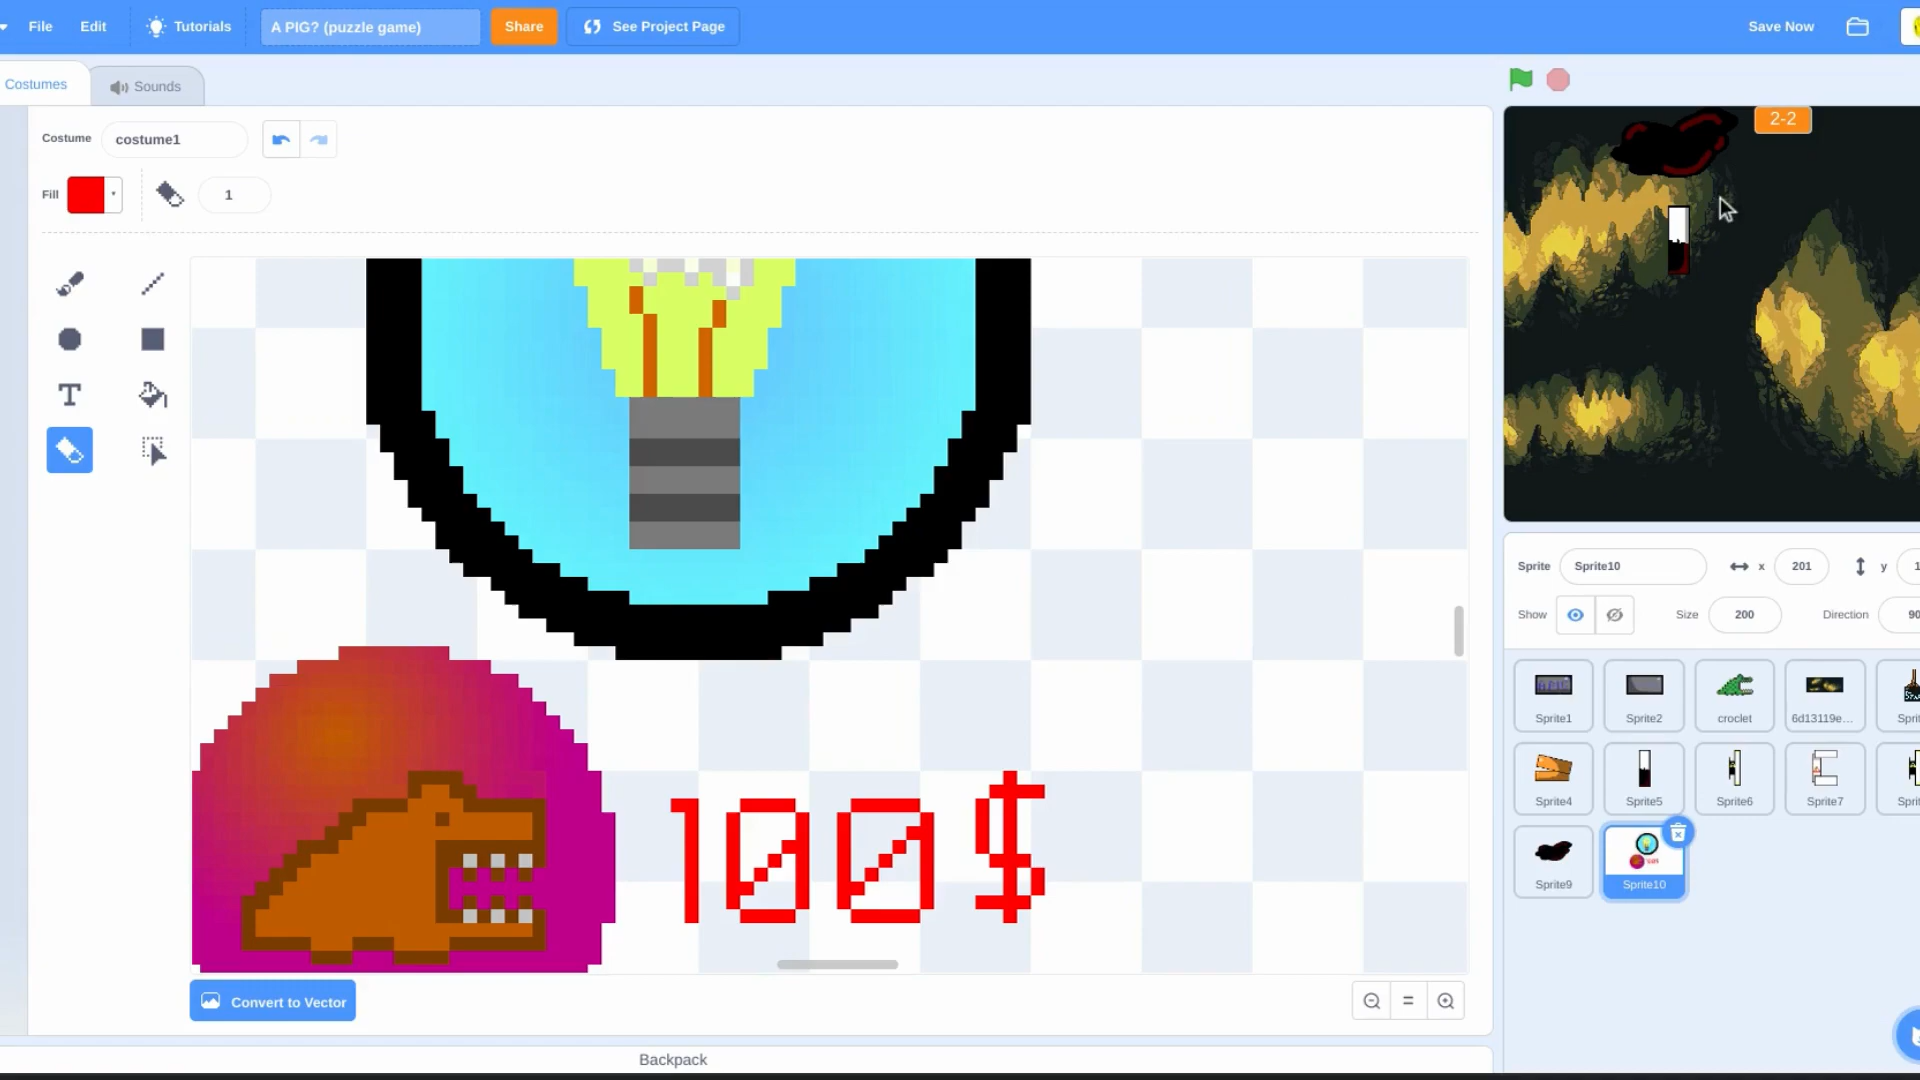 File Edit Tutorials A PIG? (puzzle game) Share See Project Page Save Now
Costumes Sounds
2-2
Costume costume1
Fill 1
100$
Convert to Vector
Backpack
Sprite Sprite10 x 201 y
Show Size 200 Direction 90
Sprite1 Sprite2 croclet 6d13119e...
Sprite4 Sprite5 Sprite6 Sprite7
Sprite9 Sprite10